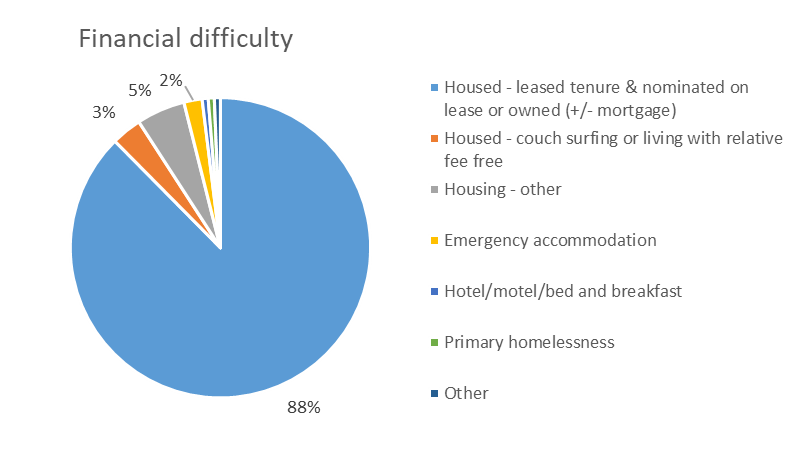 Financial difficulty
2%
5%
3%
88%
Housed - leased tenure & nominated on
lease or owned (+/- mortgage)
Housed - couch surfing or living with relative
fee free
Housing - other
Emergency accommodation
Hotel/motel/bed and breakfast
Primary homelessness
Other